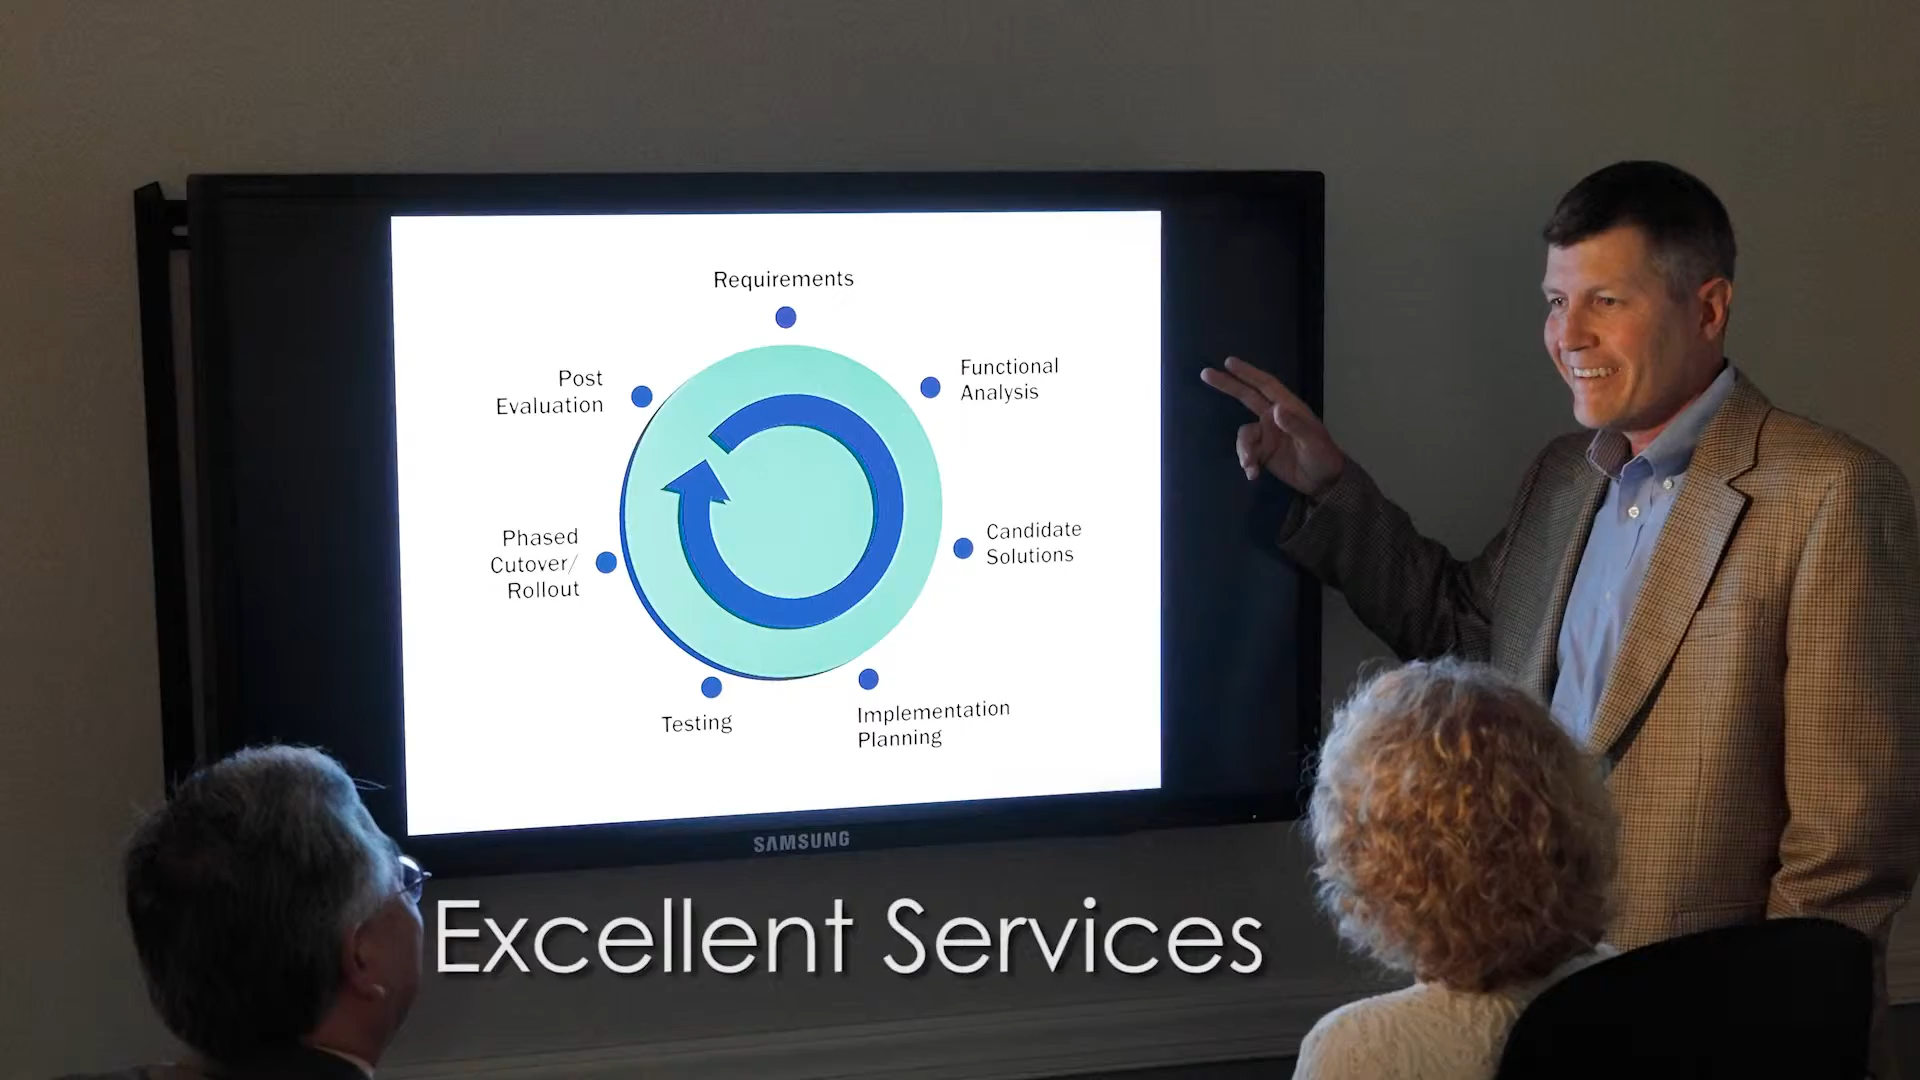 Requirements
Functional
Analysis
Candidate
Solutions
Implementation
Planning
Testing
Phased
Cutover/
Rollout
Post
Evaluation
SAMSUNG
Excellent Services